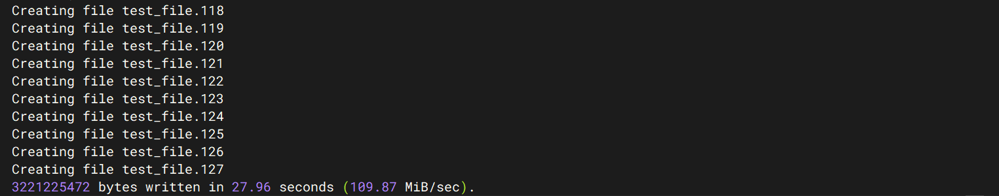 Creating file test_file.118
Creating file test_file.119
Creating file test_file.120
Creating file test_file.121
Creating file test_file.122
Creating file test_file.123
Creating file test_file.124
Creating file test_file.125
Creating file test_file.126
Creating file test_file.127
3221225472 bytes written in 27.96 seconds (109.87 MiB/sec).